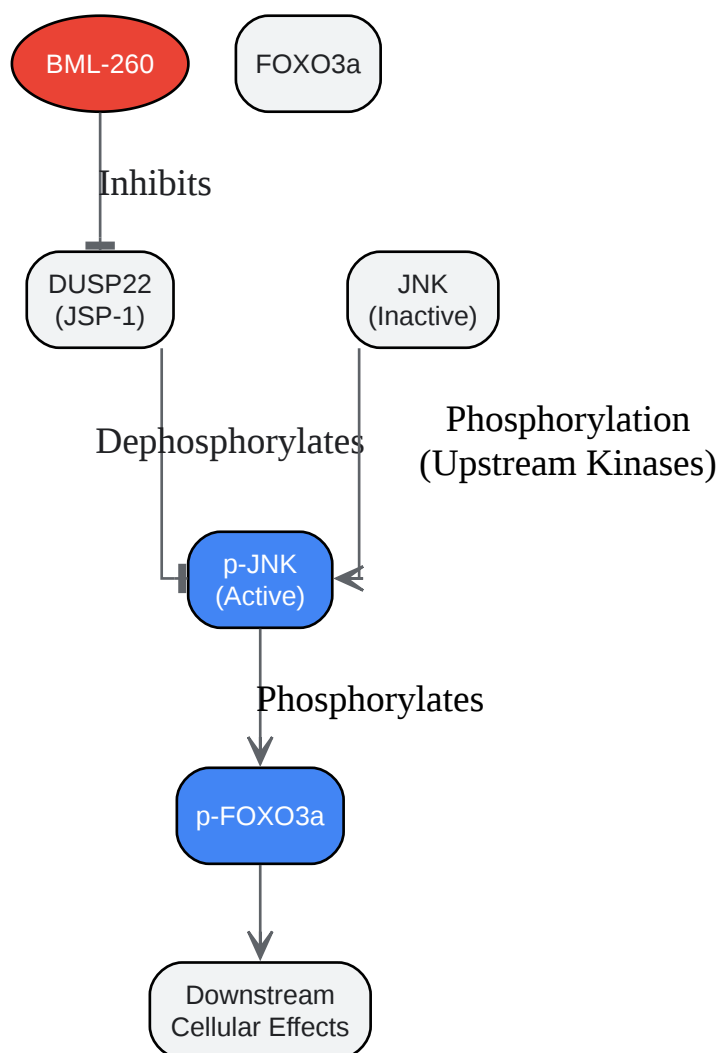 BML-260
FOXO3a
Inhibits
DUSP22
(JSP-1)
JNK
(Inactive)
Dephosphorylates
Phosphorylation
(Upstream Kinases)
p-JNK
(Active)
Phosphorylates
p-FOXO3a
Downstream
Cellular Effects